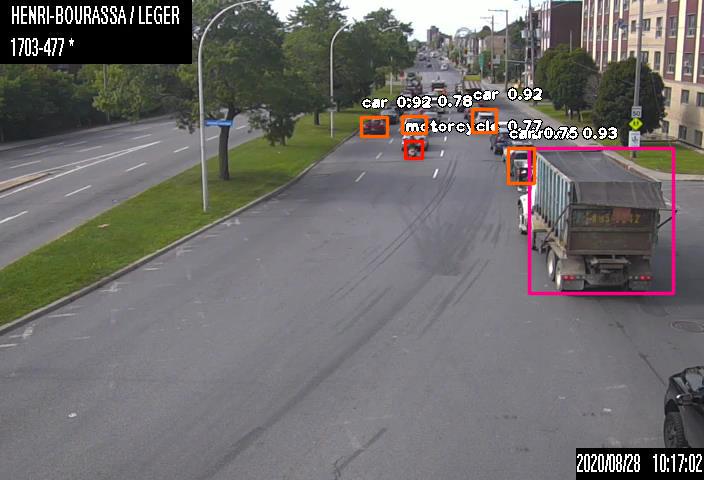 HENRI-BOURASSA / LEGER
1703-477 *
car 0.92
0.78
car 0.92
motorcycle 0.77
car 0.75
0.93
2020/08/28 10:17:02